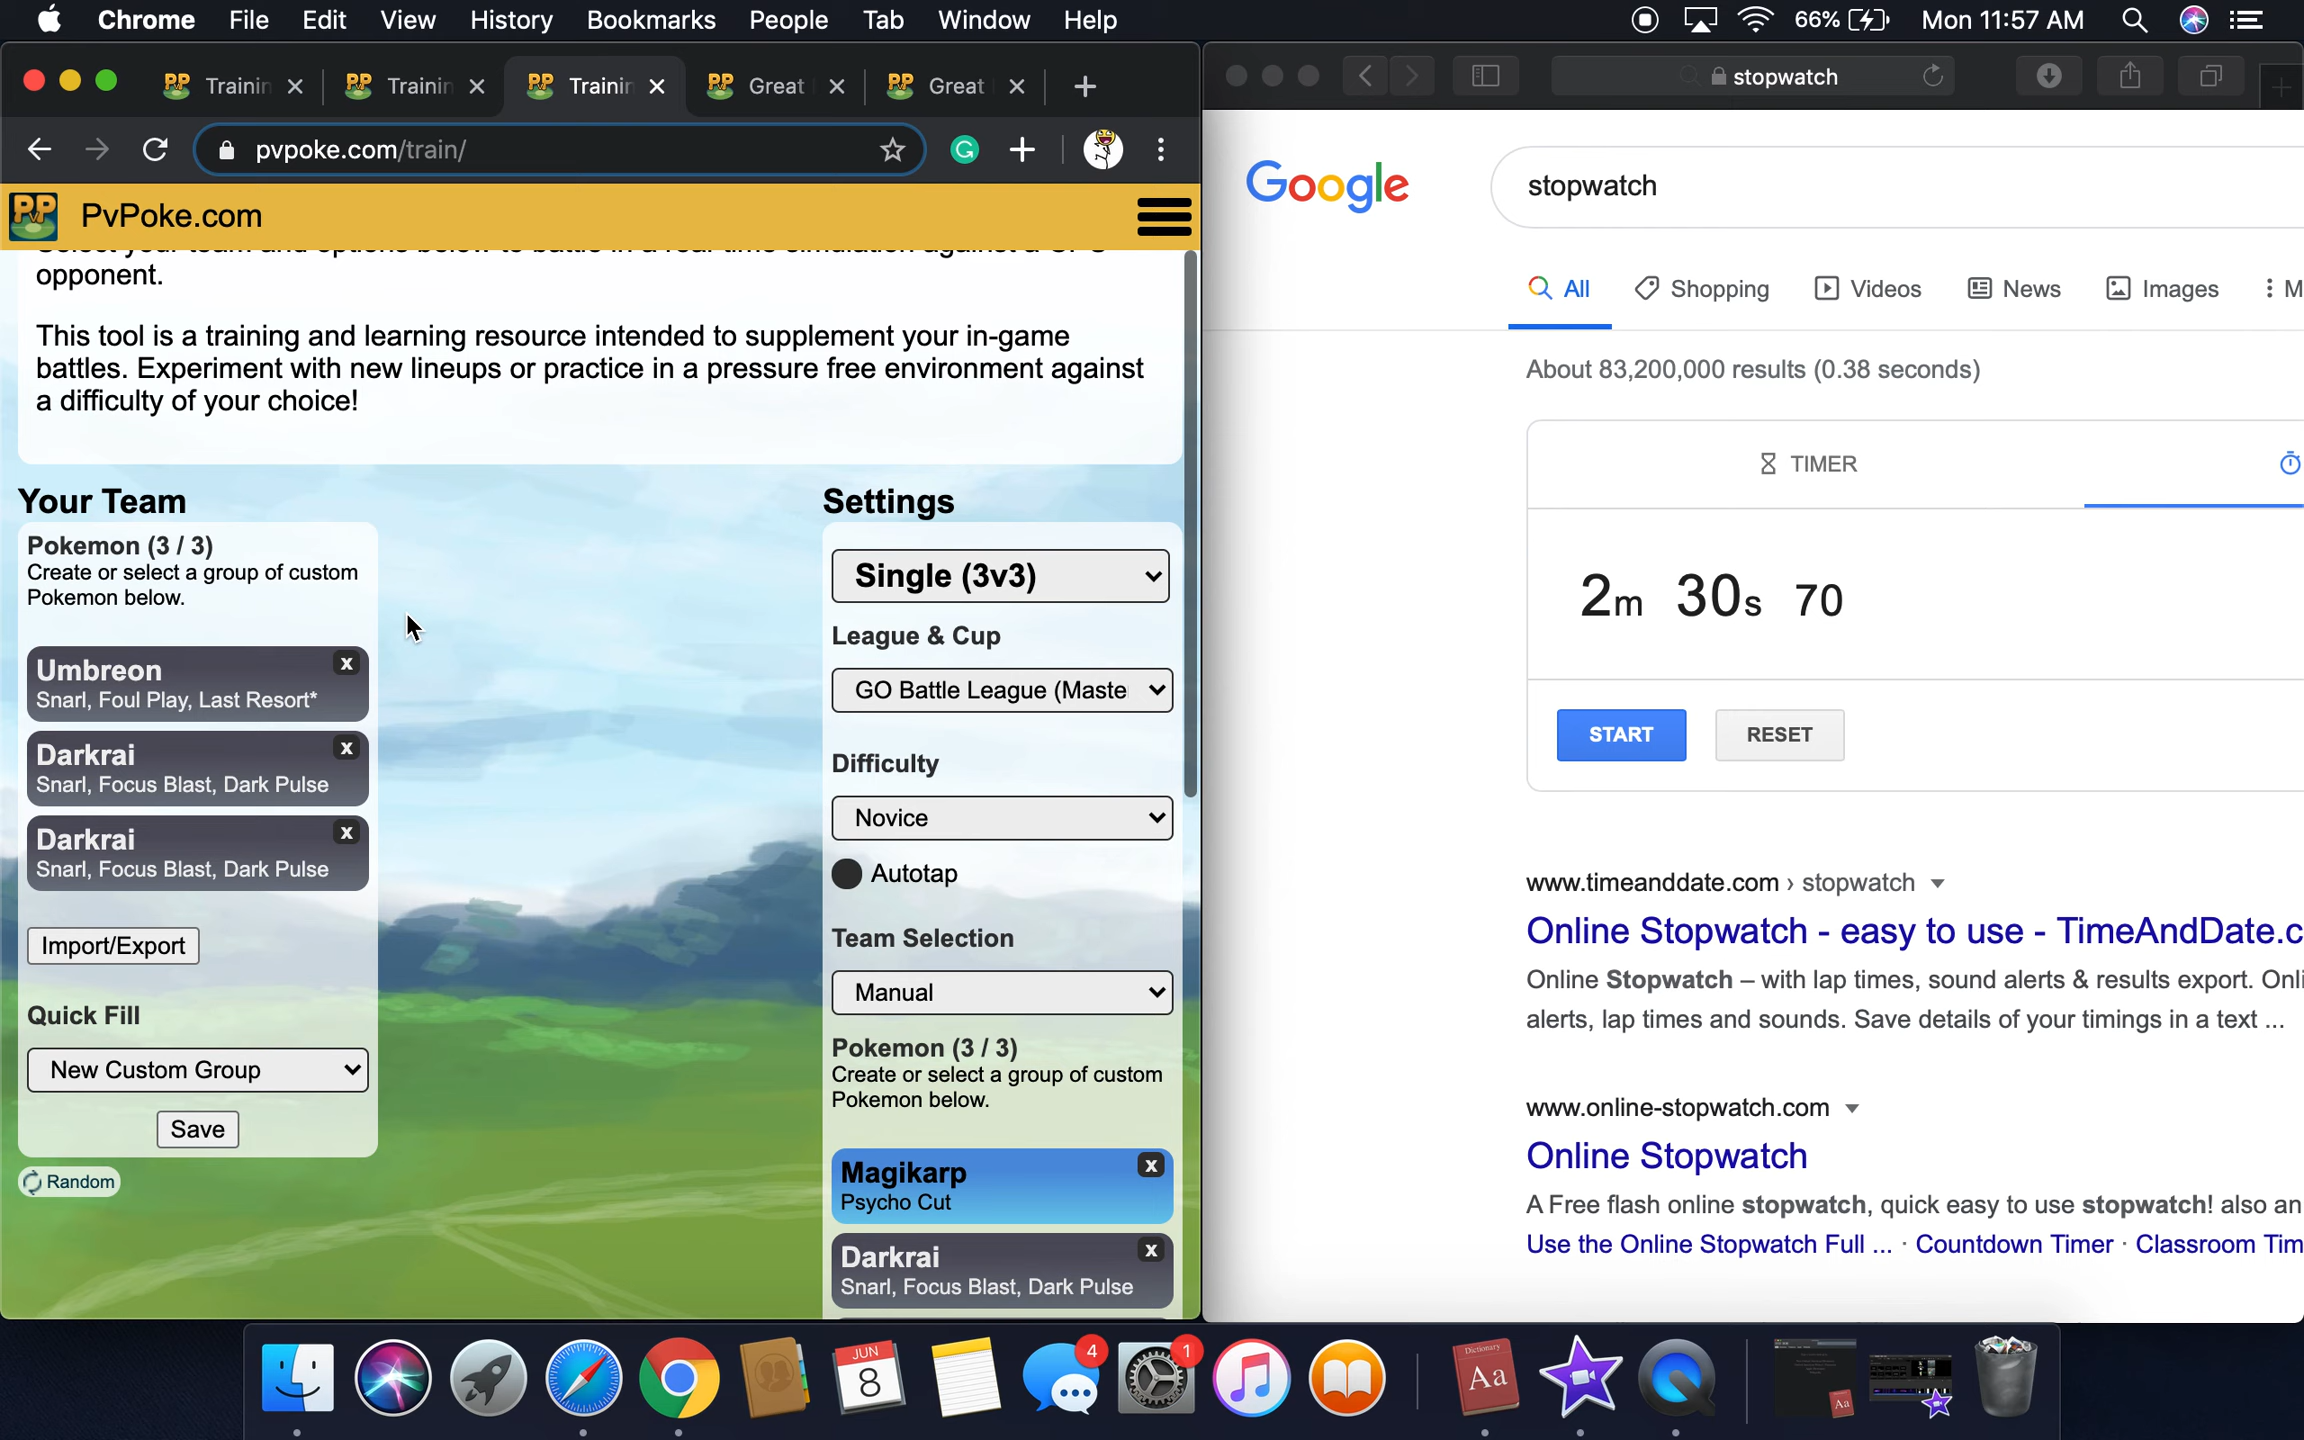 Chrome File Edit View History Bookmarks People Tab Window Help
66% Mon 11:57 AM
Trainin Trainin Trainin Great Great
stopwatch
pvpoke.com/train/
PvPoke.com
opponent.
This tool is a training and learning resource intended to supplement your in-game
battles. Experiment with new lineups or practice in a pressure free environment against
a difficulty of your choice!
Your Team
Pokemon (3 / 3)
Create or select a group of custom
Pokemon below.
Umbreon
x
Snarl, Foul Play, Last Resort*
Darkrai
x
Snarl, Focus Blast, Dark Pulse
Darkrai
x
Snarl, Focus Blast, Dark Pulse
Import/Export
Quick Fill
New Custom Group
Save
Random
Settings
Single (3v3)
League & Cup
GO Battle League (Maste
Difficulty
Novice
Autotap
Team Selection
Manual
Pokemon (3 / 3)
Create or select a group of custom
Pokemon below.
Magikarp
x
Psycho Cut
Darkrai
x
Snarl, Focus Blast, Dark Pulse
Google
stopwatch
All Shopping Videos News Images M
About 83,200,000 results (0.38 seconds)
TIMER
2m 30s 70
START RESET
www.timeanddate.com › stopwatch
Online Stopwatch - easy to use - TimeAndDate.c
Online Stopwatch – with lap times, sound alerts & results export. Onli
alerts, lap times and sounds. Save details of your timings in a text ...
www.online-stopwatch.com
Online Stopwatch
A Free flash online stopwatch, quick easy to use stopwatch! also an
Use the Online Stopwatch Full ... · Countdown Timer · Classroom Tim
JUN
8
4
1
Dictionary
Aa
Aa